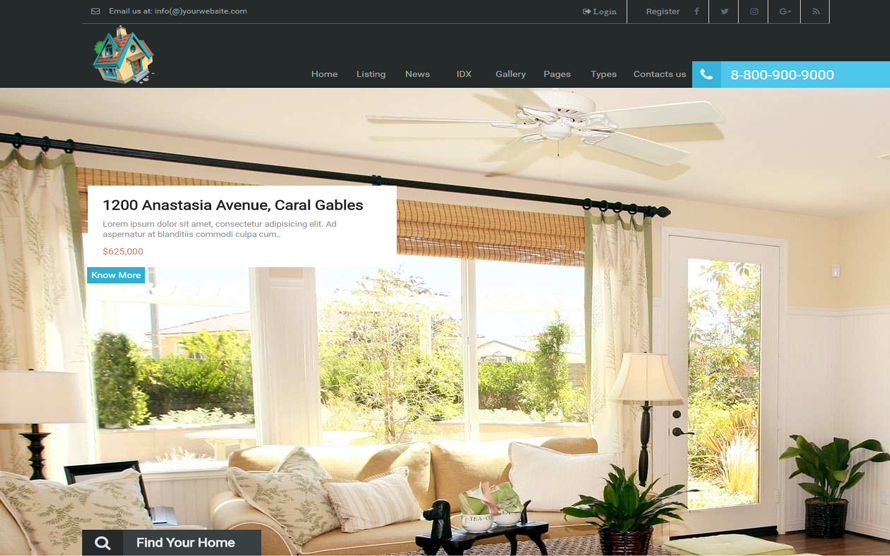 Email us at: info(@)yourwebsite.com
Login
Register
G+
Home
Listing
News
IDX
Gallery
Pages
Types
Contacts us
8-800-900-9000
1200 Anastasia Avenue, Caral Gables
Lorem ipsum dolor sit amet, consectetur adipisicing elit. Ad
aspernatur at blanditiis commodi culpa cum..
$625,000
Know More
TEA
Find Your Home